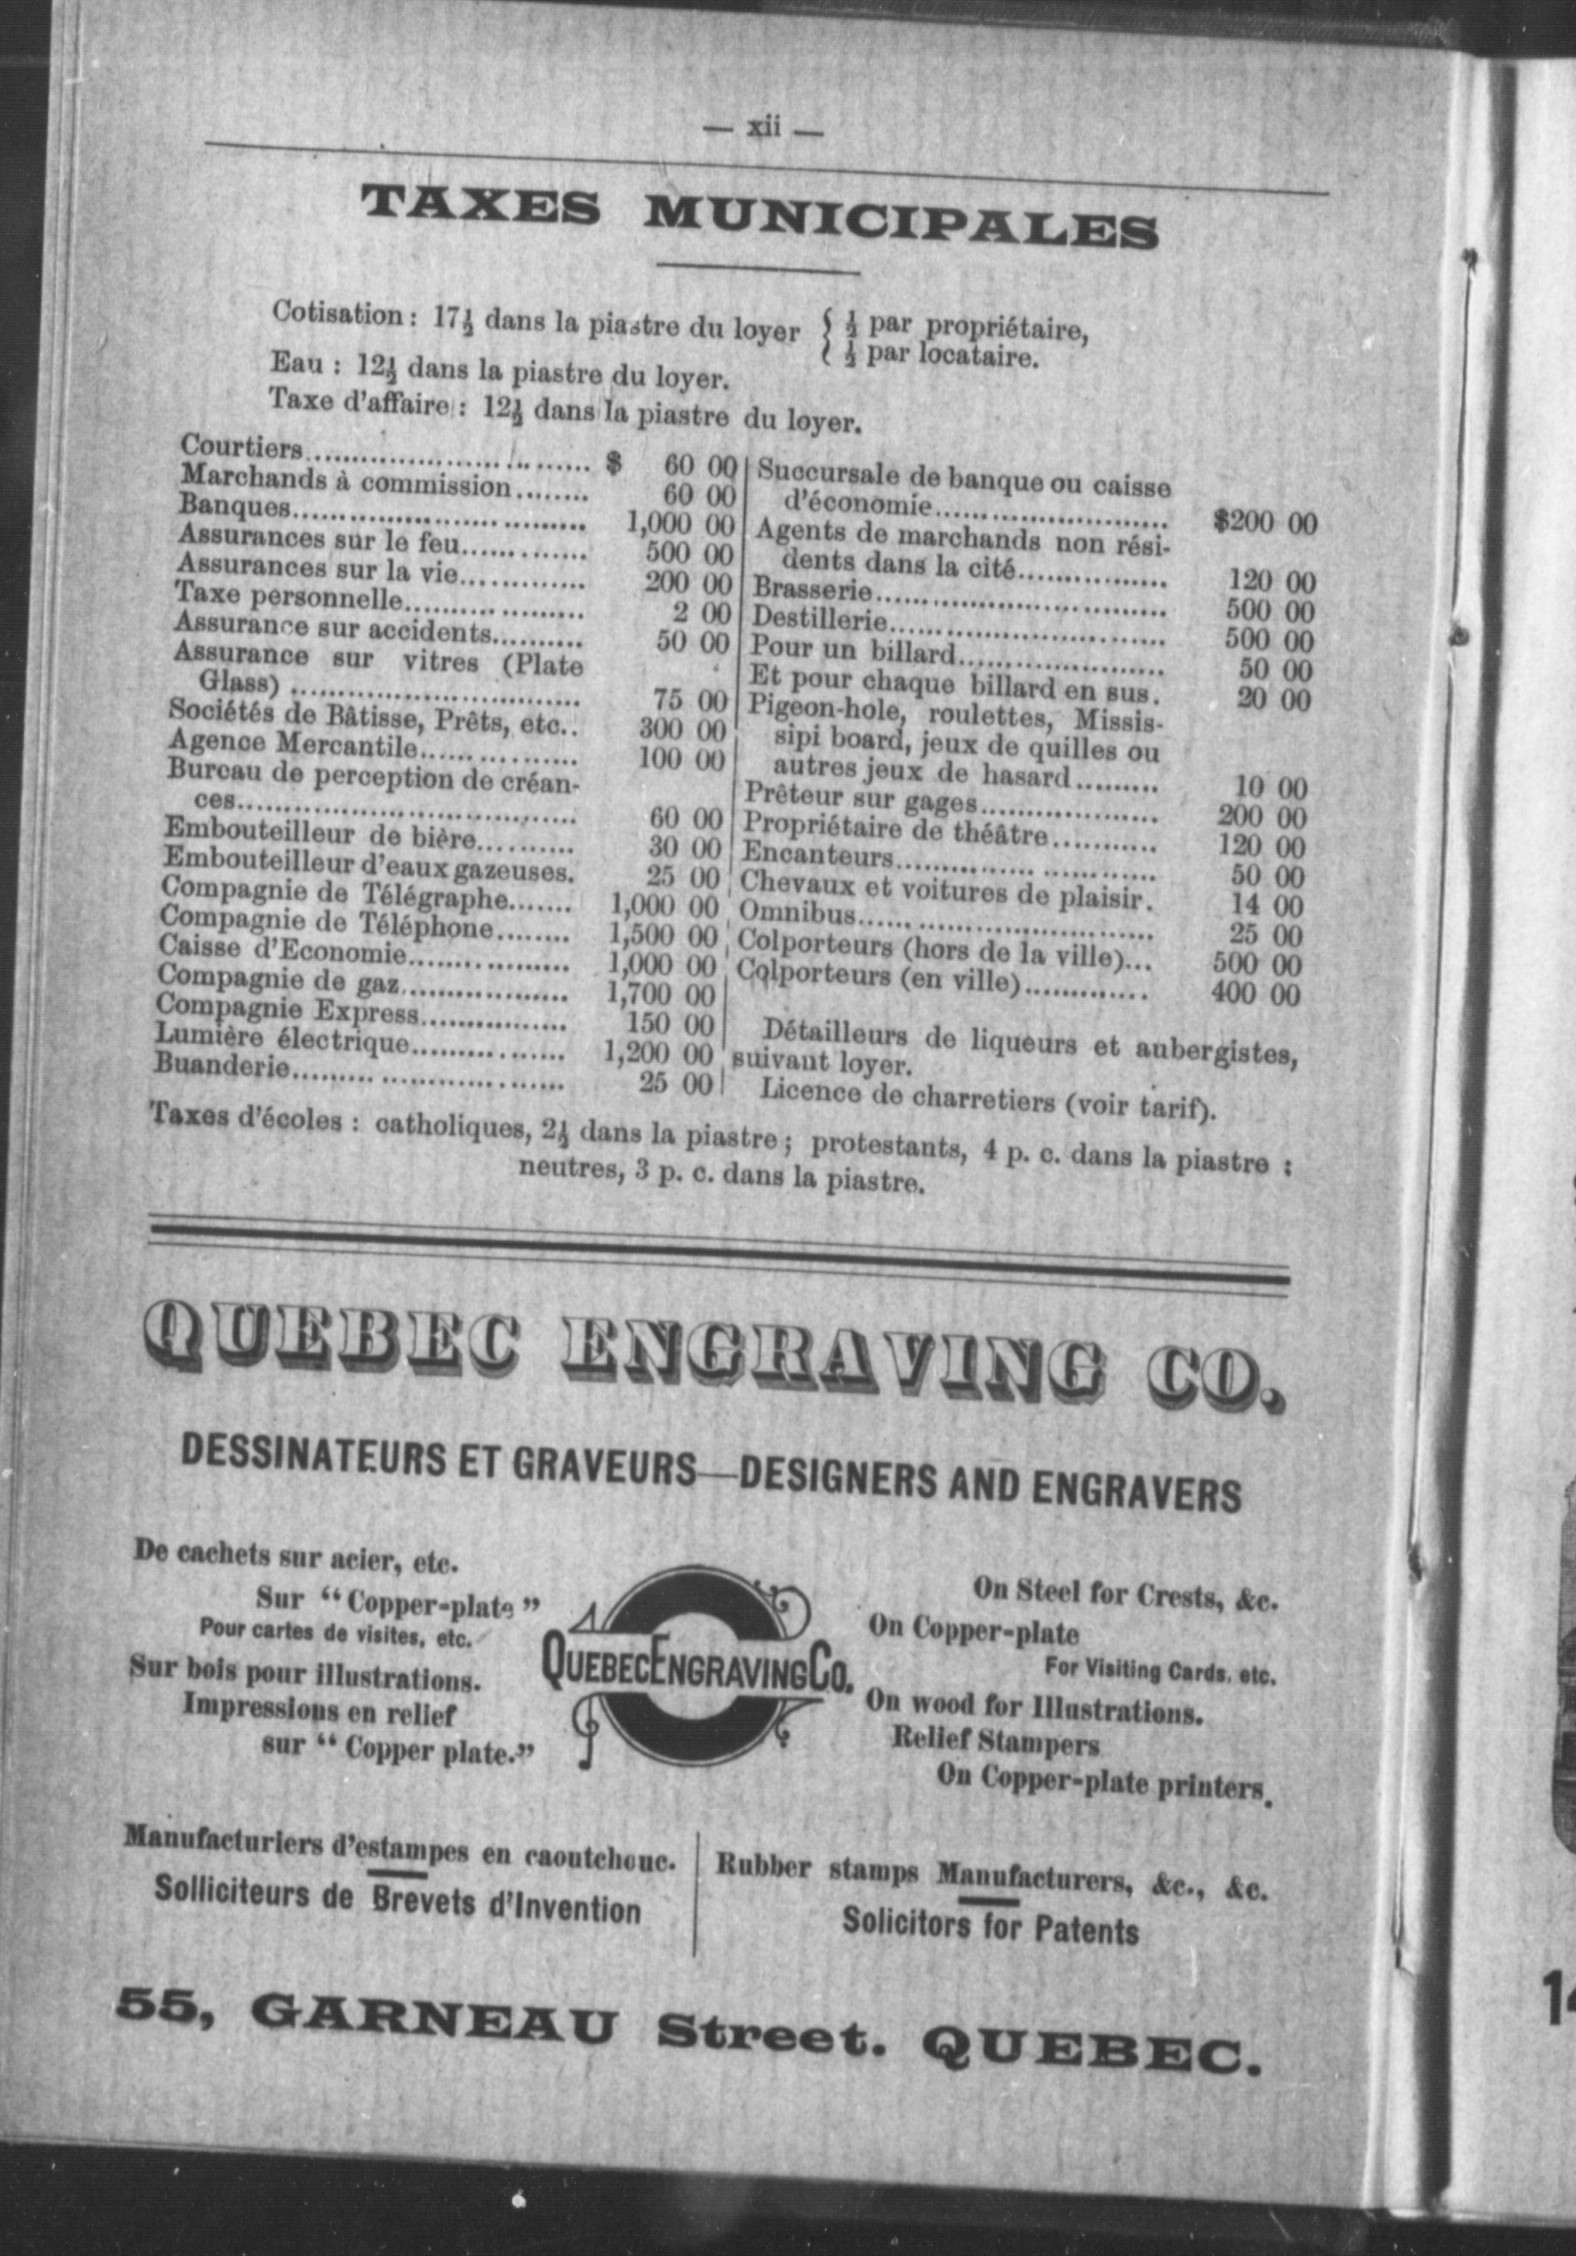 — xii —
TAXES MUNICIPALES
Cotisation : 17½ dans la piastre du loyer { ½ par propriétaire,
{ ½ par locataire.
Eau : 12½ dans la piastre du loyer.
Taxe d'affaire : 12½ dans la piastre du loyer.
Courtiers.............................. $ 60 00
Marchands à commission........ 60 00
Banques................................ 1,000 00
Assurances sur le feu.............. 500 00
Assurances sur la vie............. 200 00
Taxe personnelle................... 2 00
Assurance sur accidents.......... 50 00
Assurance sur vitres (Plate
Glass) .............................. 75 00
Sociétés de Bâtisse, Prêts, etc.. 300 00
Agence Mercantile................. 100 00
Bureau de perception de créan-
ces.................................... 60 00
Embouteilleur de bière.......... 30 00
Embouteilleur d'eaux gazeuses. 25 00
Compagnie de Télégraphe....... 1,000 00
Compagnie de Téléphone........ 1,500 00
Caisse d'Economie................. 1,000 00
Compagnie de gaz.................. 1,700 00
Compagnie Express................ 150 00
Lumière électrique................ 1,200 00
Buanderie............................. 25 00
Succursale de banque ou caisse
d'économie......................... $200 00
Agents de marchands non rési-
dents dans la cité................ 120 00
Brasserie............................... 500 00
Destillerie............................. 500 00
Pour un billard...................... 50 00
Et pour chaque billard en sus. 20 00
Pigeon-hole, roulettes, Missis-
sipi board, jeux de quilles ou
autres jeux de hasard......... 10 00
Prêteur sur gages................... 200 00
Propriétaire de théâtre........... 120 00
Encanteurs........................... 50 00
Chevaux et voitures de plaisir. 14 00
Omnibus............................... 25 00
Colporteurs (hors de la ville)... 500 00
Colporteurs (en ville)............. 400 00
Détailleurs de liqueurs et aubergistes,
suivant loyer.
Licence de charretiers (voir tarif).
Taxes d'écoles : catholiques, 2½ dans la piastre ; protestants, 4 p. c. dans la piastre ;
neutres, 3 p. c. dans la piastre.
QUEBEC ENGRAVING CO.
DESSINATEURS ET GRAVEURS—DESIGNERS AND ENGRAVERS
De cachets sur acier, etc.
Sur "Copper-plate"
Pour cartes de visites, etc.
Sur bois pour illustrations.
Impressions en relief
sur "Copper plate."
QUEBEC ENGRAVING CO.
On Steel for Crests, &c.
On Copper-plate
For Visiting Cards, etc.
On wood for Illustrations.
Relief Stampers
On Copper-plate printers.
Manufacturiers d'estampes en caoutchouc.
Solliciteurs de Brevets d'Invention
Rubber stamps Manufacturers, &c., &c.
Solicitors for Patents
55, GARNEAU Street. QUEBEC.